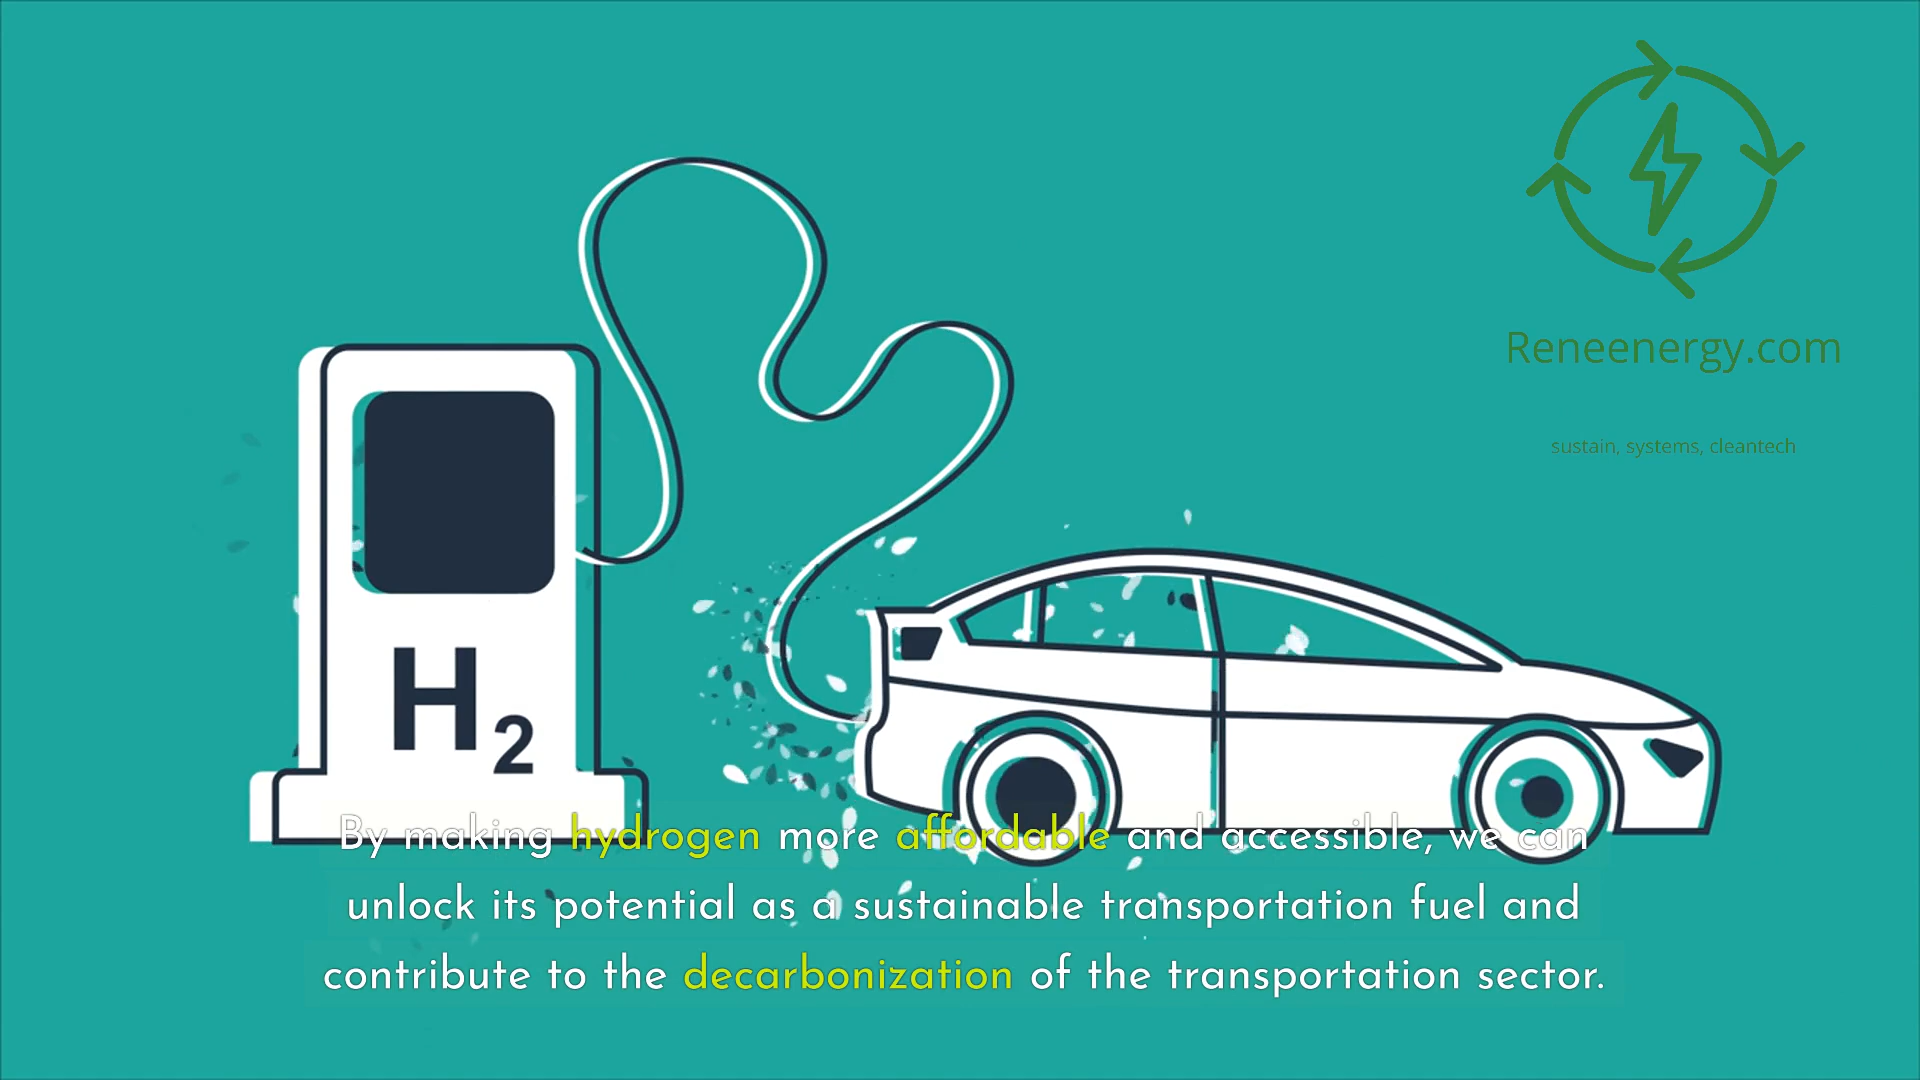 Reneenergy.com
sustain, systems, cleantech
H2
By making hydrogen more affordable and accessible, we can
unlock its potential as a sustainable transportation fuel and
contribute to the decarbonization of the transportation sector.